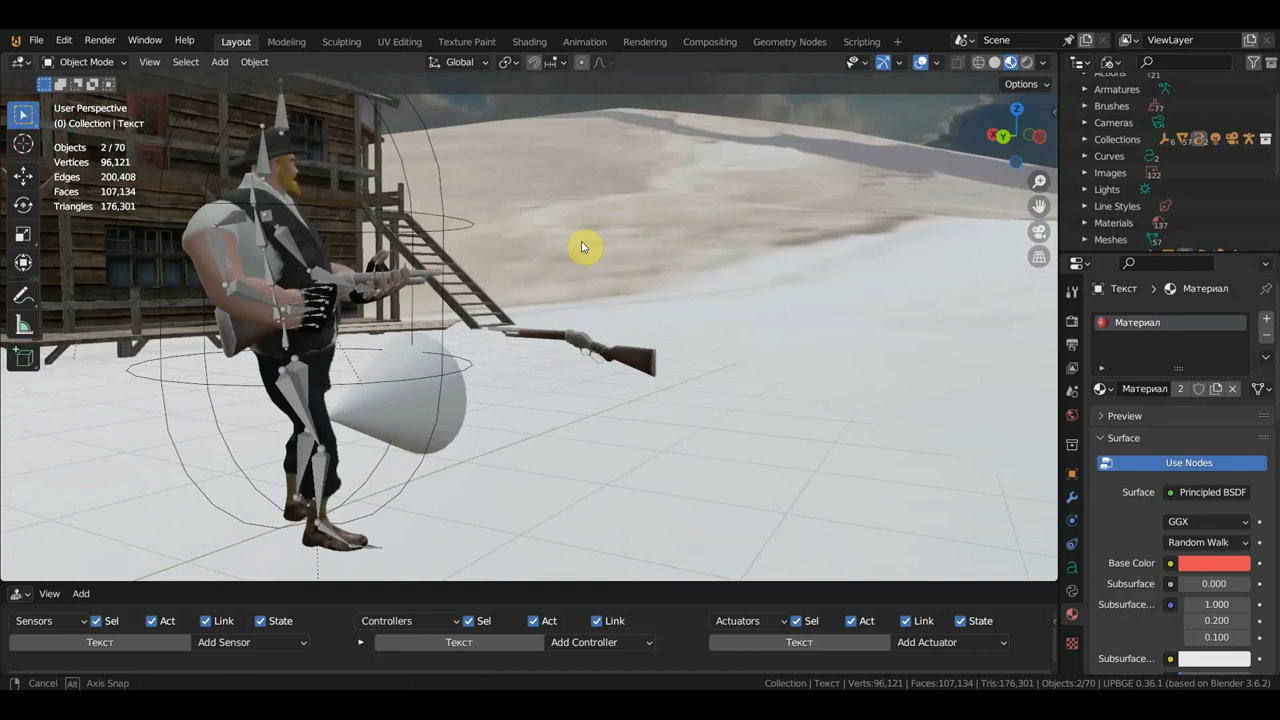 File Edit Render Window Help Layout Modeling Sculpting UV Editing Texture Paint Shading Animation Rendering Compositing Geometry Nodes Scripting + Scene ViewLayer
Object Mode View Select Add Object Global
Options
User Perspective
(0) Collection | Текст
Objects 2 / 70
Vertices 96,121
Edges 200,408
Faces 107,134
Triangles 176,301
Z
X
Y
Actions 21
Armatures
Brushes 77
Cameras
Collections 6 57 2
Curves 2
Images 122
Lights
Line Styles
Materials 137
Meshes 57
Текст > Материал
Материал
Материал 2
Preview
Surface
Use Nodes
Surface Principled BSDF
GGX
Random Walk
Base Color
Subsurface 0.000
Subsurface... 1.000
0.200
0.100
Subsurface...
View Add
Sensors Sel Act Link State Controllers Sel Act Link Actuators Sel Act Link State
Текст Add Sensor Текст Add Controller Текст Add Actuator
Cancel Alt Axis Snap
Collection | Текст | Verts:96,121 | Faces:107,134 | Tris:176,301 | Objects:2/70 | UPBGE 0.36.1 (based on Blender 3.6.2)